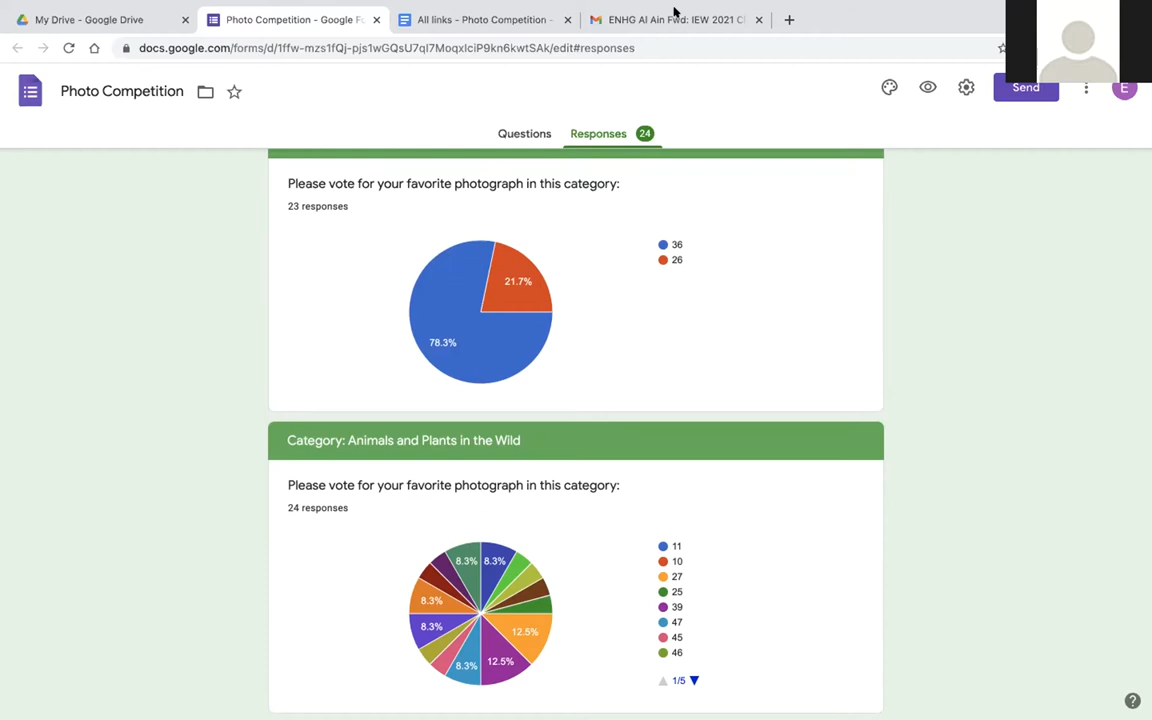 My Drive - Google Drive
Photo Competition - Google Fo
All links - Photo Competition -
ENHG Al Ain Fwd: IEW 2021 C
docs.google.com/forms/d/1ffw-mzs1fQj-pjs1wGQsU7qI7MoqxIciP9kn6kwtSAk/edit#responses
Photo Competition
Send
E
Questions
Responses 24
Please vote for your favorite photograph in this category:
23 responses
36
26
21.7%
78.3%
Category: Animals and Plants in the Wild
Please vote for your favorite photograph in this category:
24 responses
11
10
27
25
39
47
45
46
8.3% 8.3%
8.3%
8.3%
12.5%
8.3%
12.5%
1/5